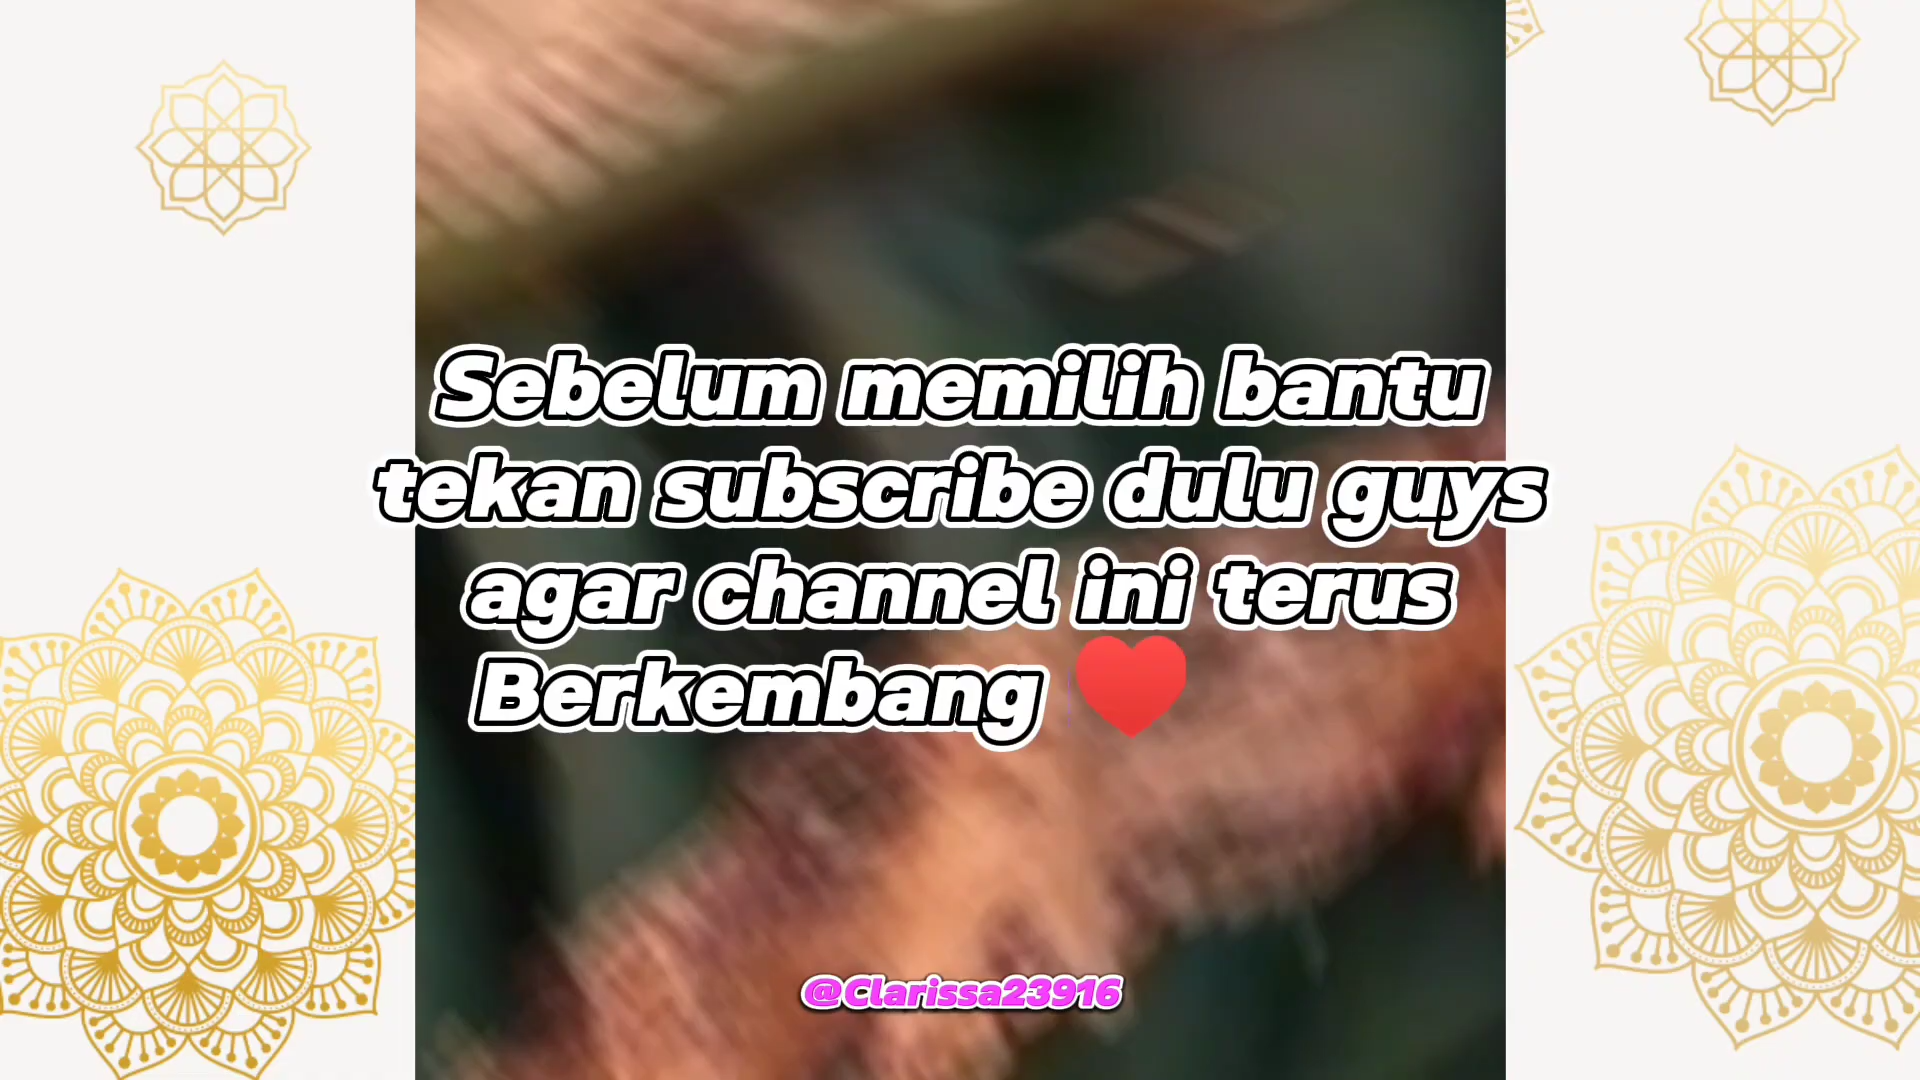 Sebelum memilih bantu
tekan subscribe dulu guys
agar channel ini terus
Berkembang ♥️
@Clarissa23916